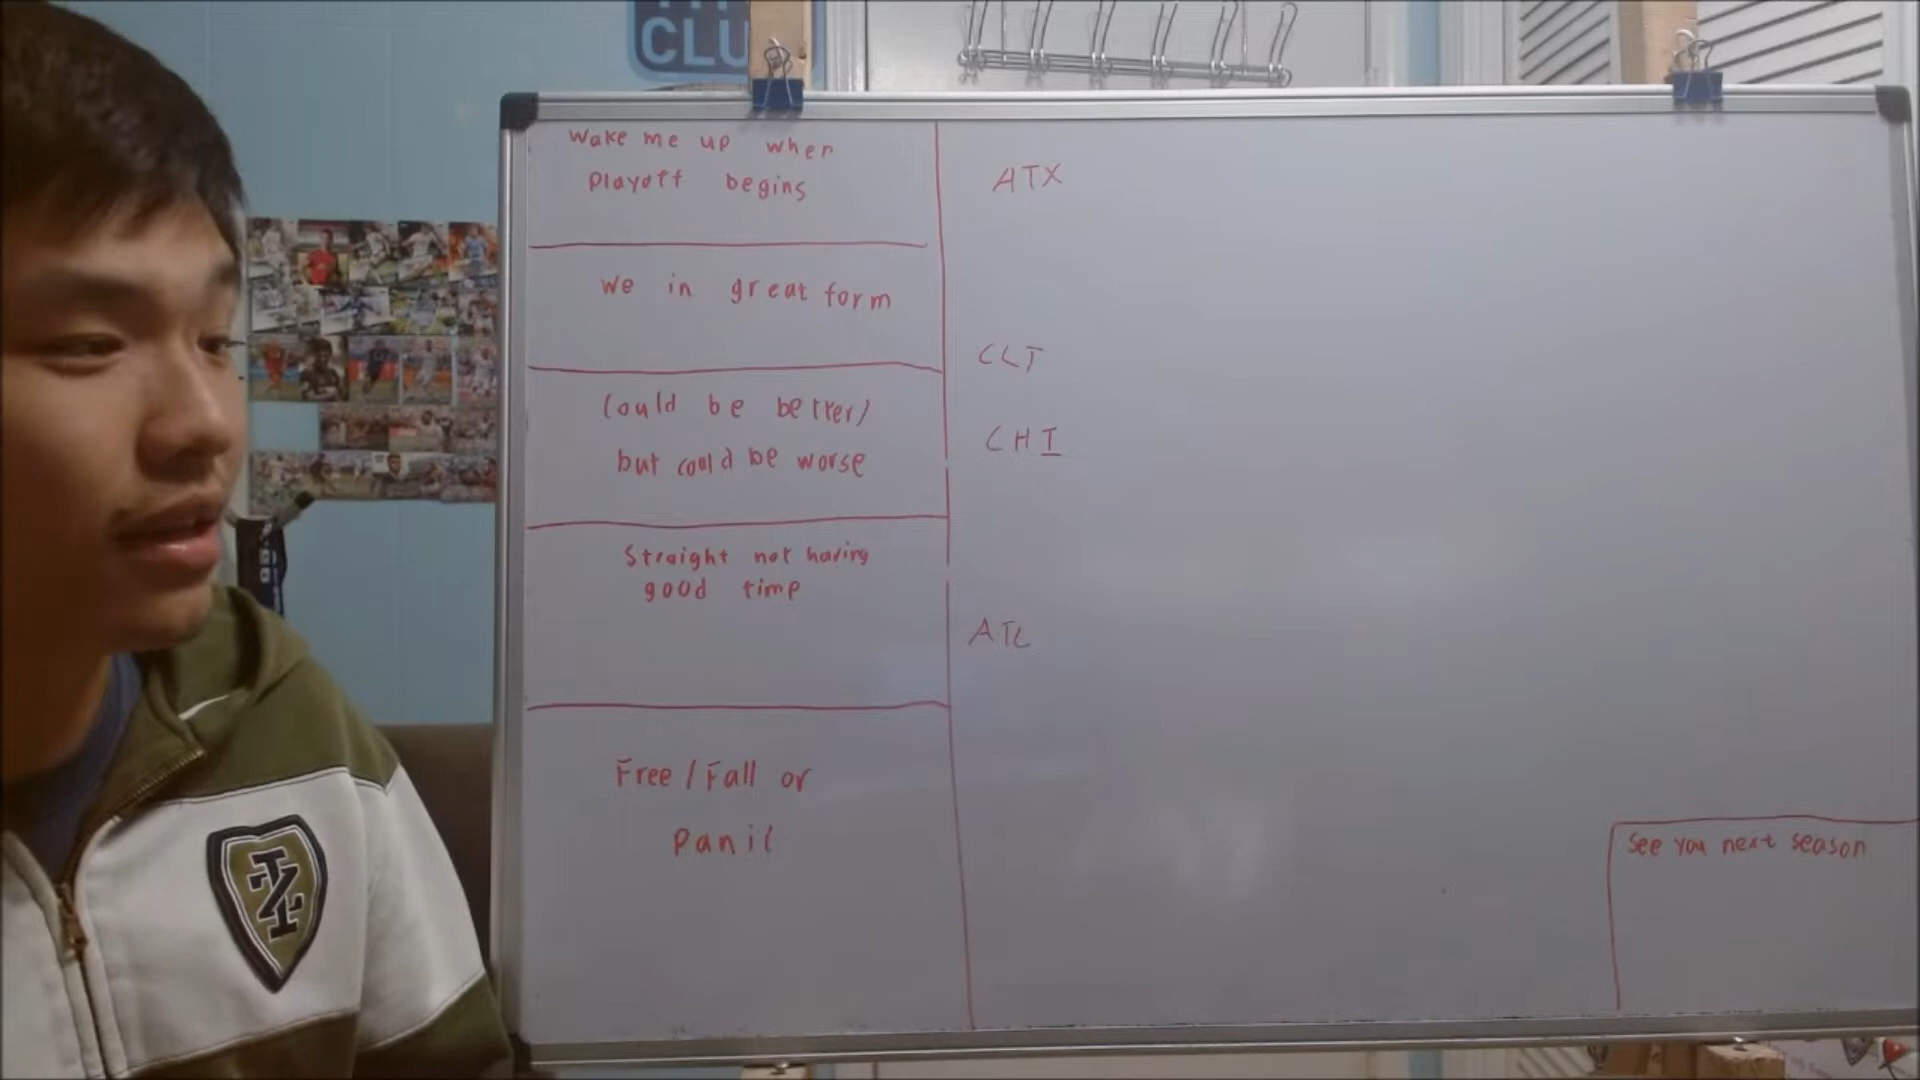 CLU
Wake me up when
Playoff begins
ATX
We in great form
CLT
Could be better/
but could be worse
CHI
Straight not having
good time
ATL
Free/Fall or
Panic
See you next season